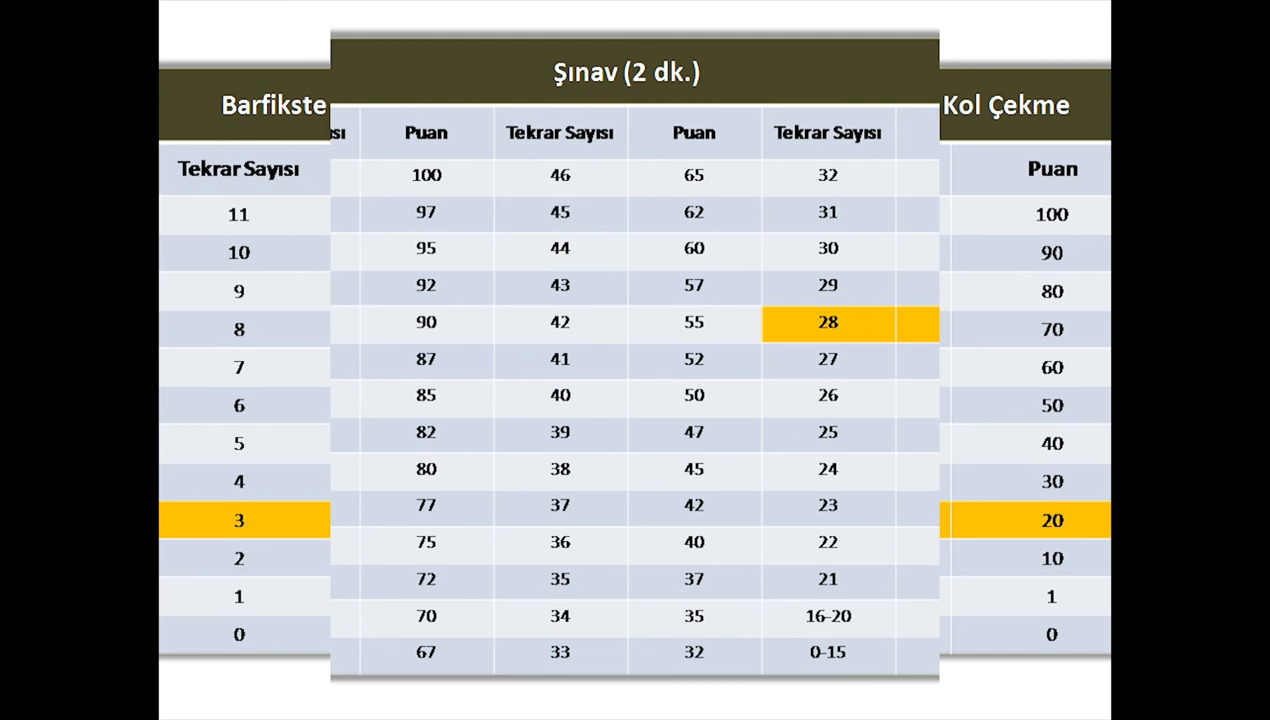 Şınav (2 dk.)
Barfikste Kol Çekme
Puan Tekrar Sayısı Puan Tekrar Sayısı
Tekrar Sayısı Puan
100 46 65 32
11 97 45 62 31 100
10 95 44 60 30 90
9 92 43 57 29 80
8 90 42 55 28 70
7 87 41 52 27 60
6 85 40 50 26 50
5 82 39 47 25 40
4 80 38 45 24 30
3 77 37 42 23 20
2 75 36 40 22 10
1 72 35 37 21 1
0 70 34 35 16-20 0
67 33 32 0-15